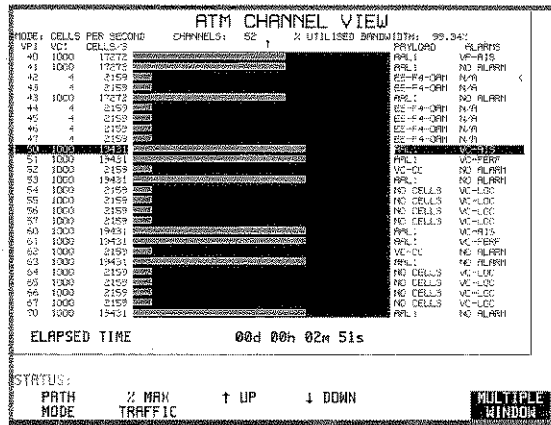 ATM CHANNEL VIEW
MODE: CELLS PER SECOND CHANNELS: 52 % UTILISED BANDWIDTH: 99.34%
VPI VCI CELLS/S ↑ PAYLOAD ALARMS
40 1000 17272 AAL1 VP-AIS
41 1000 17272 AAL1 NO ALARM
42 4 2159 EE-F4-OAM N/A <
43 4 2159 EE-F4-OAM N/A
43 1000 17272 AAL1 NO ALARM
44 4 2159 EE-F4-OAM N/A
45 4 2159 EE-F4-OAM N/A
46 4 2159 EE-F4-OAM N/A
47 4 2159 EE-F4-OAM N/A
50 1000 19431 AAL1 VC-AIS
51 1000 19431 AAL1 VC-FERF
52 1000 2159 VC-CC NO ALARM
53 1000 19431 AAL1 NO ALARM
54 1000 2159 NO CELLS VC-LOC
55 1000 2159 NO CELLS VC-LOC
56 1000 2159 NO CELLS VC-LOC
57 1000 2159 NO CELLS VC-LOC
60 1000 19431 AAL1 VC-AIS
61 1000 19431 AAL1 VC-FERF
62 1000 2159 VC-CC NO ALARM
63 1000 19431 AAL1 NO ALARM
64 1000 2159 NO CELLS VC-LOC
65 1000 2159 NO CELLS VC-LOC
66 1000 2159 NO CELLS VC-LOC
67 1000 2159 NO CELLS VC-LOC
70 1000 19431 AAL1 NO ALARM
ELAPSED TIME 00d 00h 02m 51s
STATUS:
PATH % MAX ↑ UP ↓ DOWN MULTIPLE
MODE TRAFFIC WINDOW